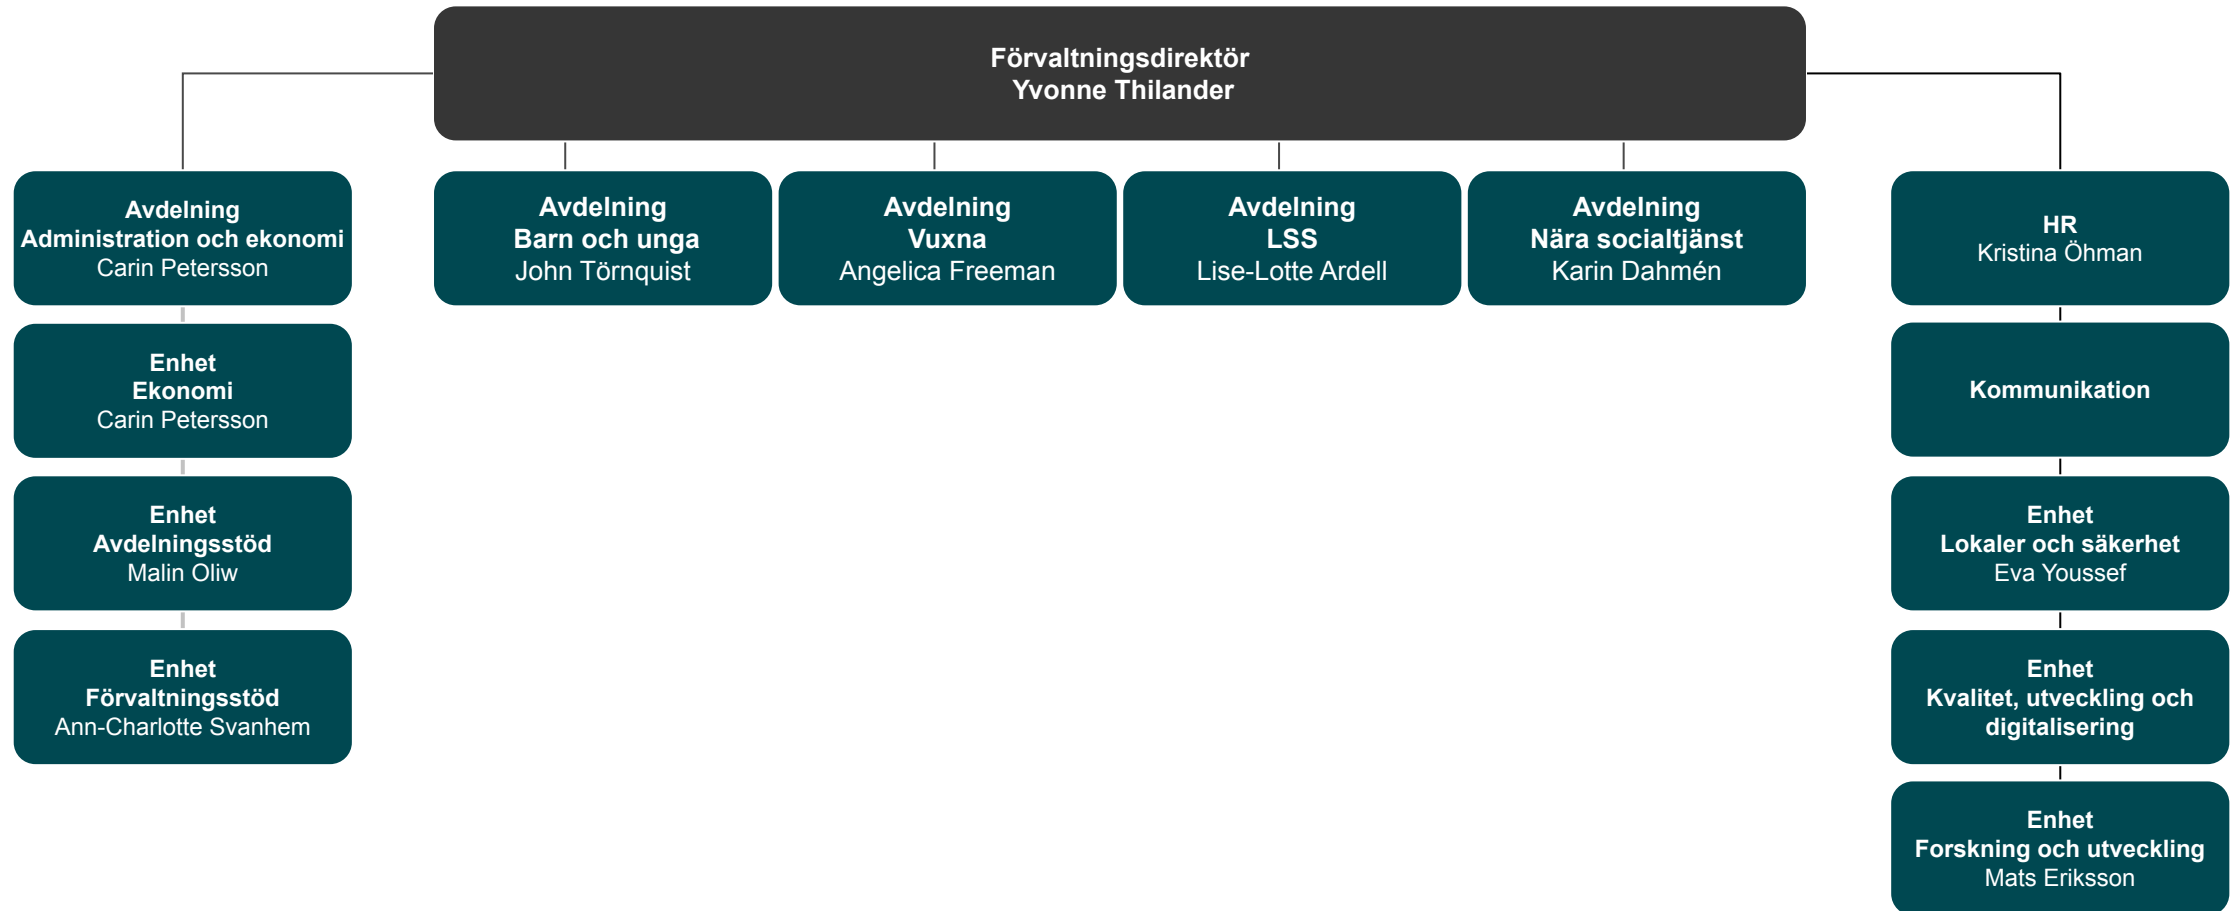 Förvaltningsdirektör
Yvonne Thilander
Avdelning
Administration och ekonomi
Carin Petersson
Avdelning
Barn och unga
John Törnquist
Avdelning
Vuxna
Angelica Freeman
Avdelning
LSS
Lise-Lotte Ardell
Avdelning
Nära socialtjänst
Karin Dahmén
HR
Kristina Öhman
Enhet
Ekonomi
Carin Petersson
Kommunikation
Enhet
Avdelningsstöd
Malin Oliw
Enhet
Lokaler och säkerhet
Eva Youssef
Enhet
Förvaltningsstöd
Ann-Charlotte Svanhem
Enhet
Kvalitet, utveckling och
digitalisering
Enhet
Forskning och utveckling
Mats Eriksson